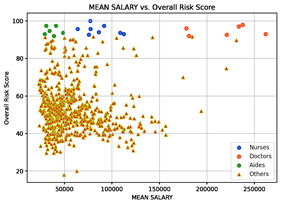 MEAN SALARY vs. Overall Risk Score
Overall Risk Score
100
80
60
40
20
50000
100000
150000
200000
250000
MEAN SALARY
Nurses
Doctors
Aides
Others